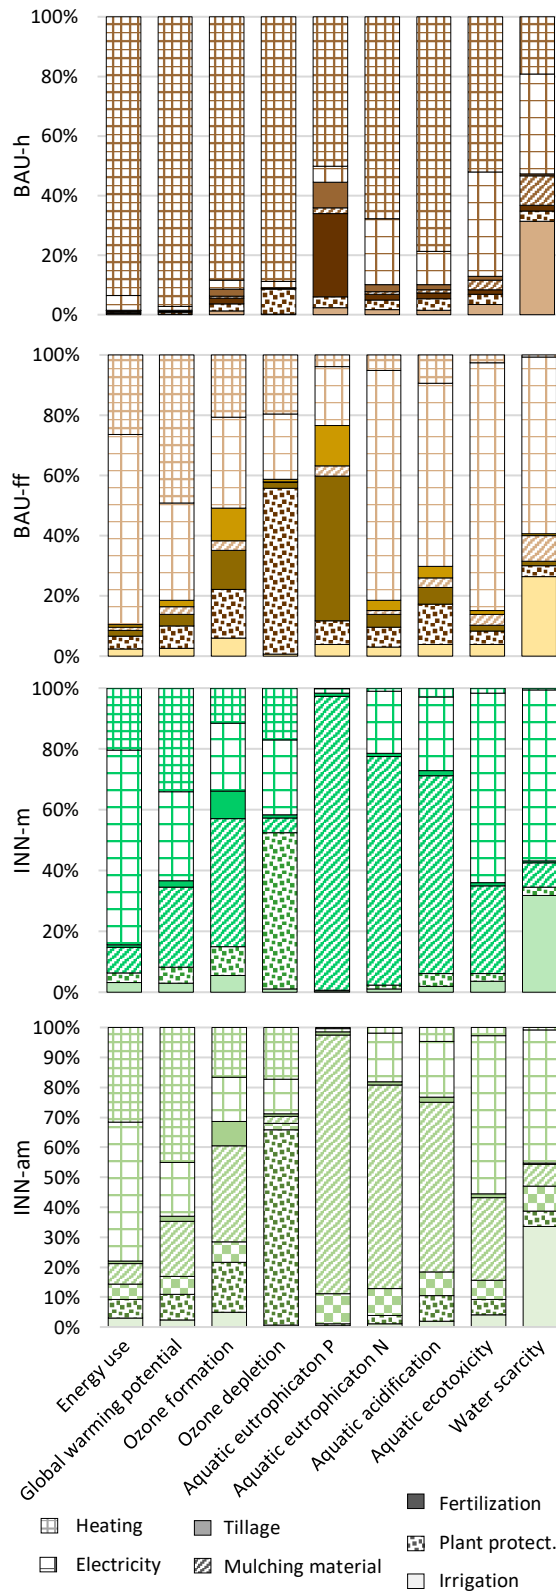 100%
80%
60%
40%
20%
0%
BAU-h
100%
80%
60%
40%
20%
0%
BAU-ff
100%
80%
60%
40%
20%
0%
INN-m
100%
90%
80%
70%
60%
50%
40%
30%
20%
10%
0%
INN-am
Energy use
Global warming potential
Ozone formation
Ozone depletion
Aquatic eutrophicaton P
Aquatic eutrophicaton N
Aquatic acidification
Aquatic ecotoxicity
Water scarcity
Heating
Tillage
Fertilization
Electricity
Mulching material
Plant protect.
Irrigation